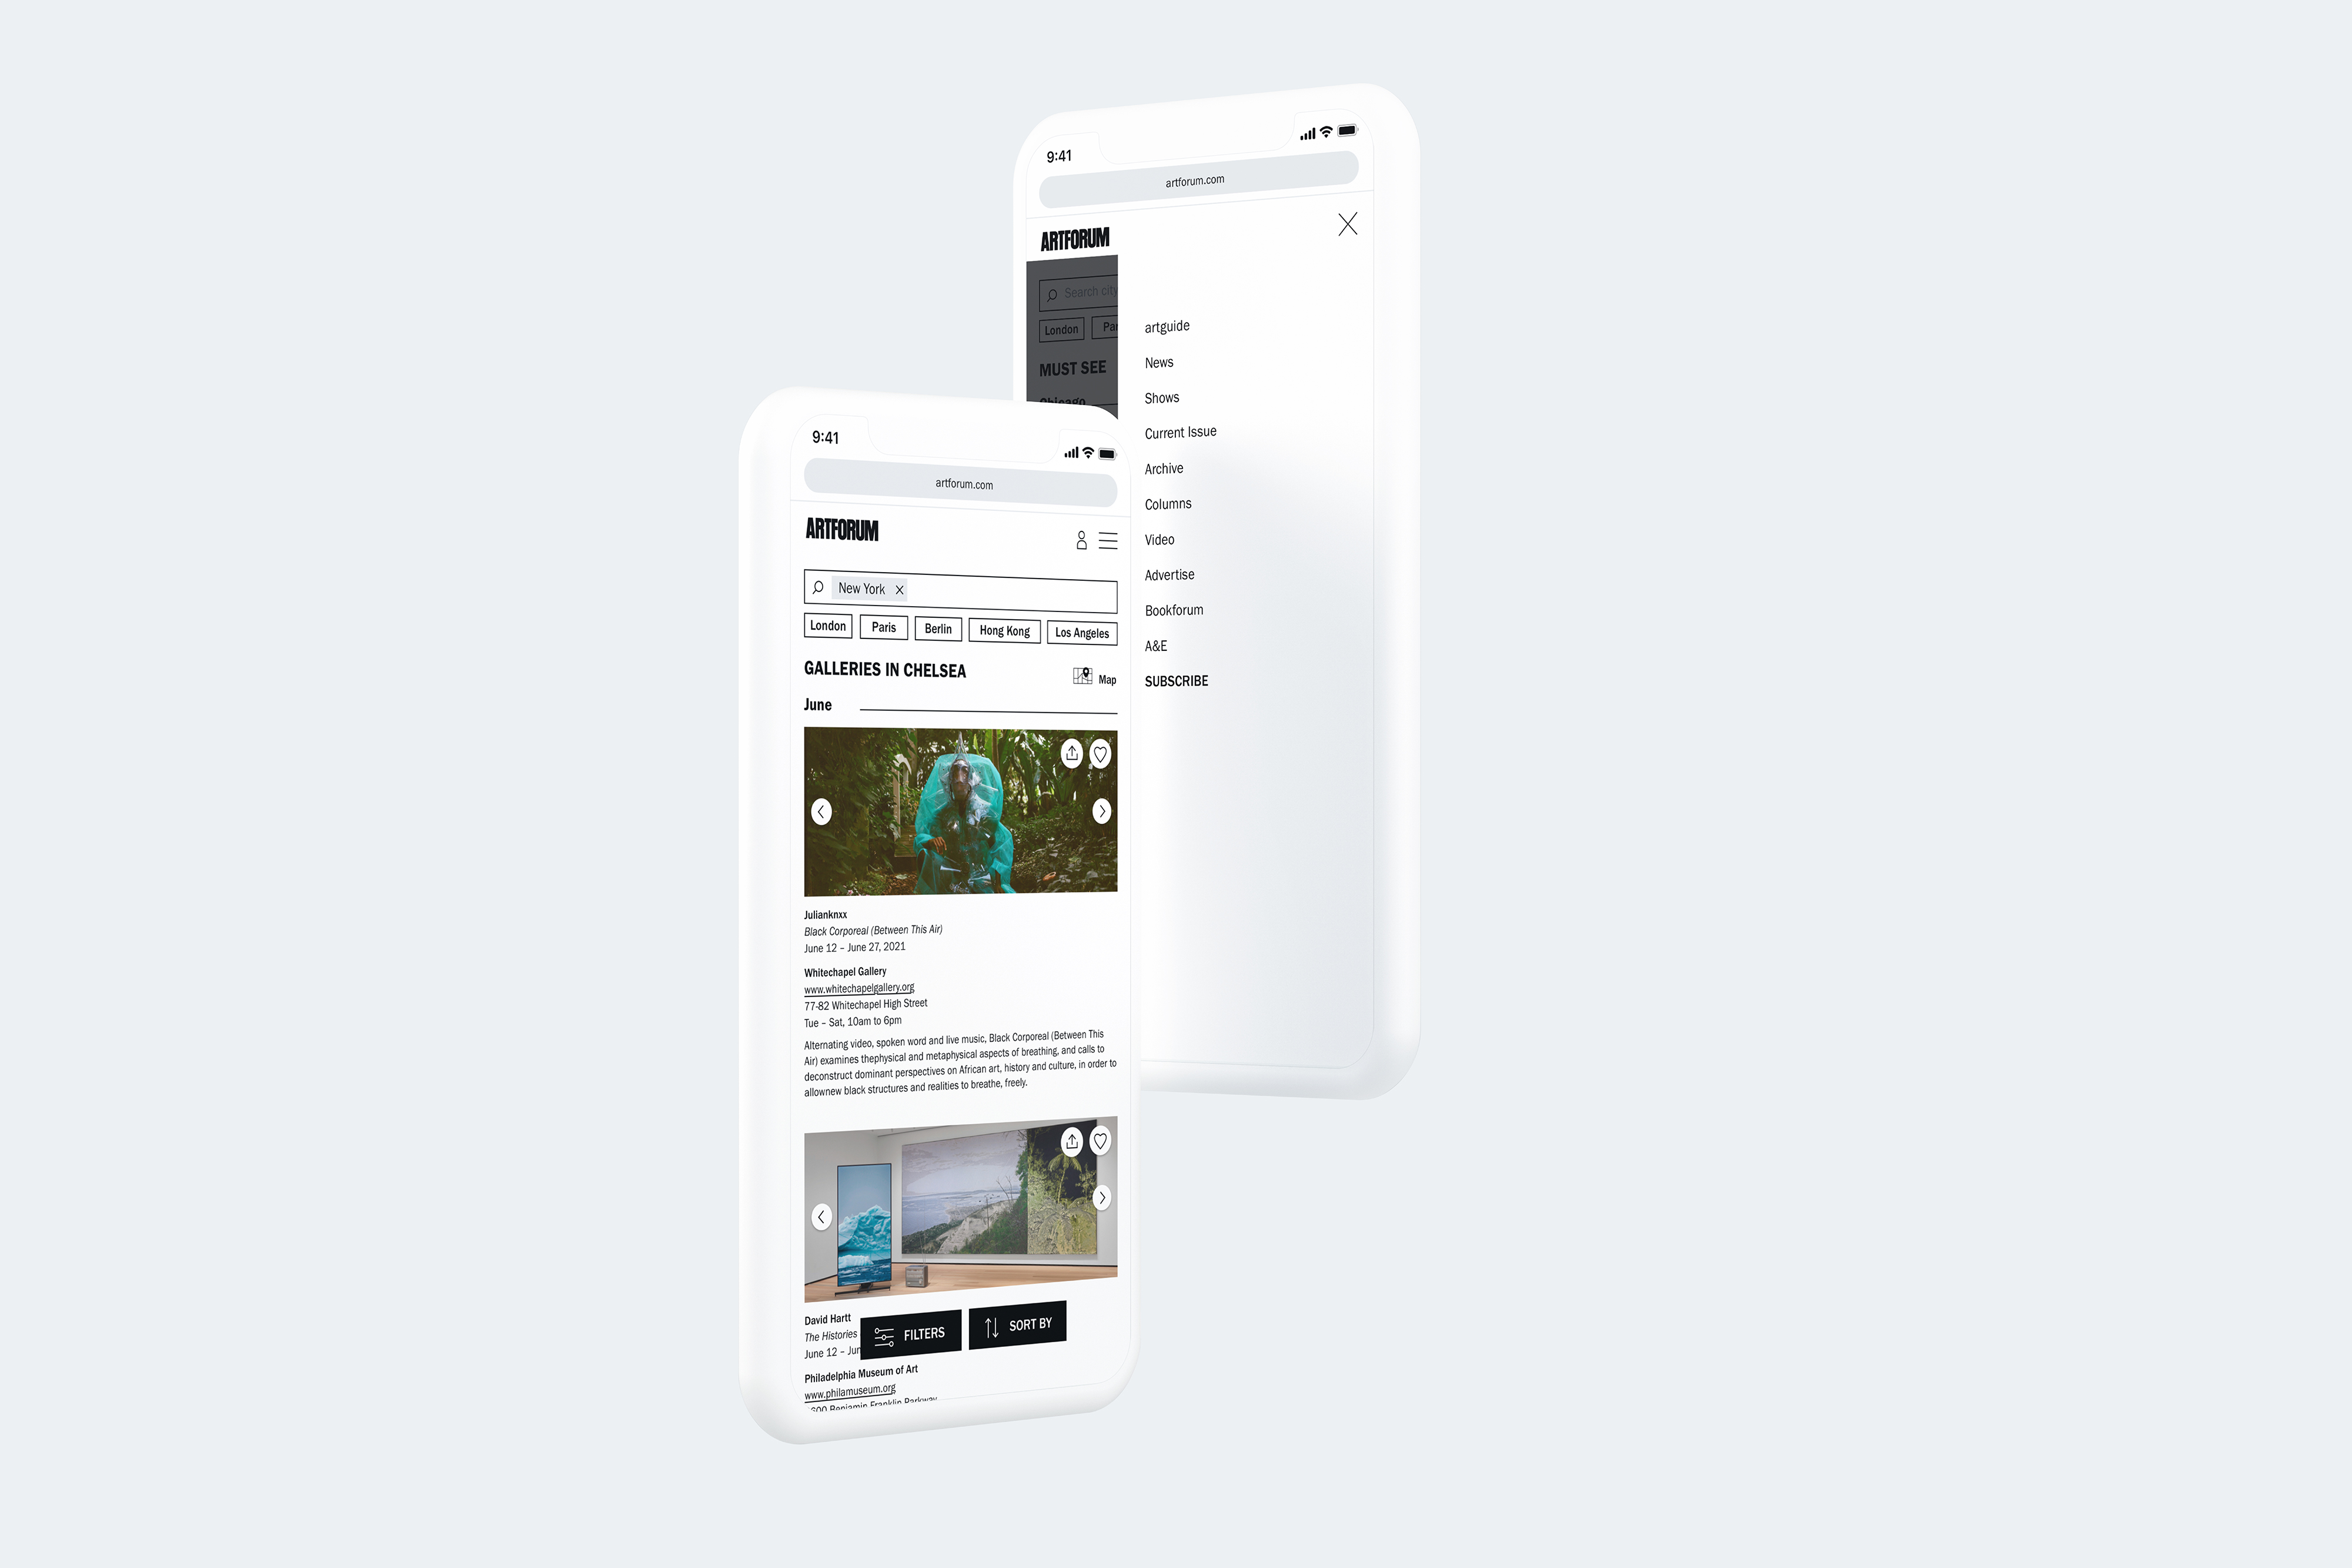 9:41
artforum.com
ARTFORUM
Search city
London
MUST SEE
Chicago
artguide
News
Shows
Current Issue
Archive
Columns
Video
Advertise
Bookforum
A&E
SUBSCRIBE
9:41
artforum.com
ARTFORUM
New York
London Paris Berlin Hong Kong Los Angeles
GALLERIES IN CHELSEA
Map
June
Julianknxx
Black Corporeal (Between This Air)
June 12 – June 27, 2021
Whitechapel Gallery
www.whitechapelgallery.org
77-82 Whitechapel High Street
Tue – Sat, 10am to 6pm
Alternating video, spoken word and live music, Black Corporeal (Between This
Air) examines thephysical and metaphysical aspects of breathing, and calls to
deconstruct dominant perspectives on African art, history and culture, in order to
allownew black structures and realities to breathe, freely.
David Hartt
The Histories
June 12 –
FILTERS
SORT BY
Philadelphia Museum of Art
www.philamuseum.org
Benjamin Franklin Parkway